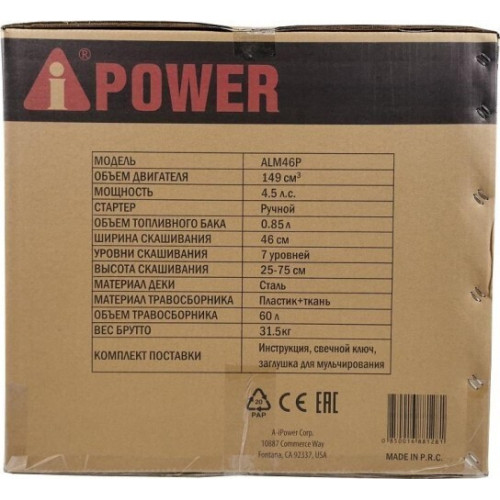 i® POWER
МОДЕЛЬ ALM46P
ОБЪЕМ ДВИГАТЕЛЯ 149 см³
МОЩНОСТЬ 4.5 л.с.
СТАРТЕР Ручной
ОБЪЕМ ТОПЛИВНОГО БАКА 0.85л
ШИРИНА СКАШИВАНИЯ 46 см
УРОВНИ СКАШИВАНИЯ 7 уровней
ВЫСОТА СКАШИВАНИЯ 25-75 см
МАТЕРИАЛ ДЕКИ Сталь
МАТЕРИАЛ ТРАВОСБОРНИКА Пластик+ткань
ОБЪЕМ ТРАВОСБОРНИКА 60 л
ВЕС БРУТТО 31.5кг
КОМПЛЕКТ ПОСТАВКИ Инструкция, свечной ключ,
заглушка для мульчирования
20
PAP
CE EAC
A-iPower Corp.
10887 Commerce Way
Fontana, CA 92337, USA
MADE IN P.R.C.